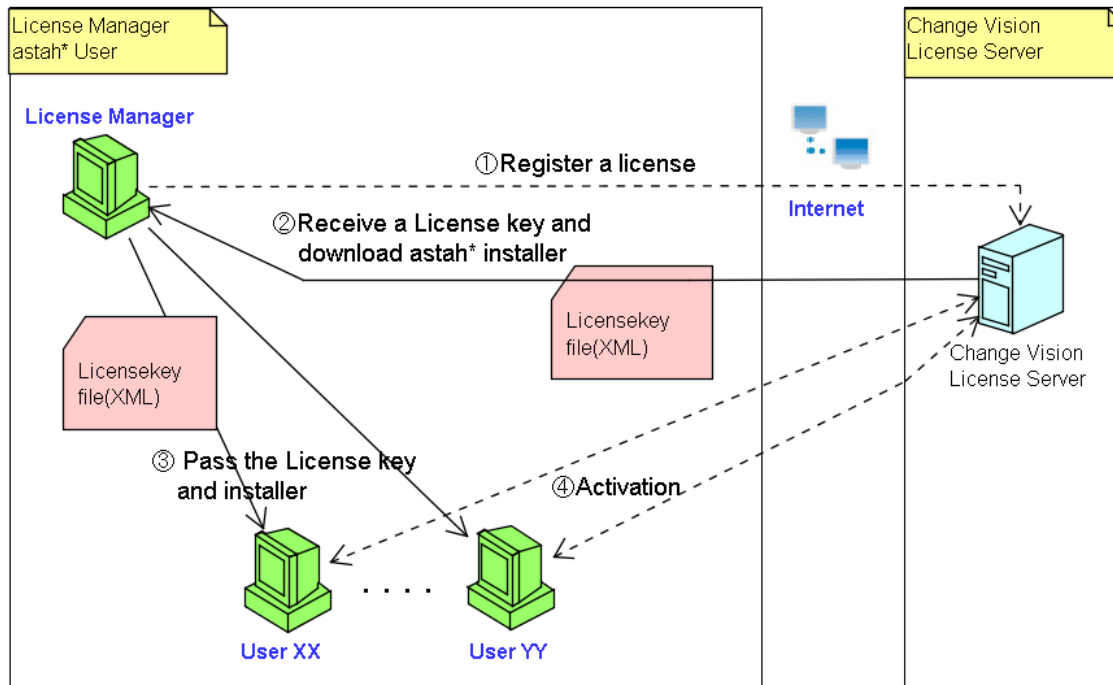 License Manager
astah* User
Change Vision
License Server
License Manager
①Register a license
Internet
②Receive a License key and
download astah* installer
Licensekey
file(XML)
Change Vision
License Server
Licensekey
file(XML)
③ Pass the License key
and installer
④Activation
. . . .
User XX
User YY